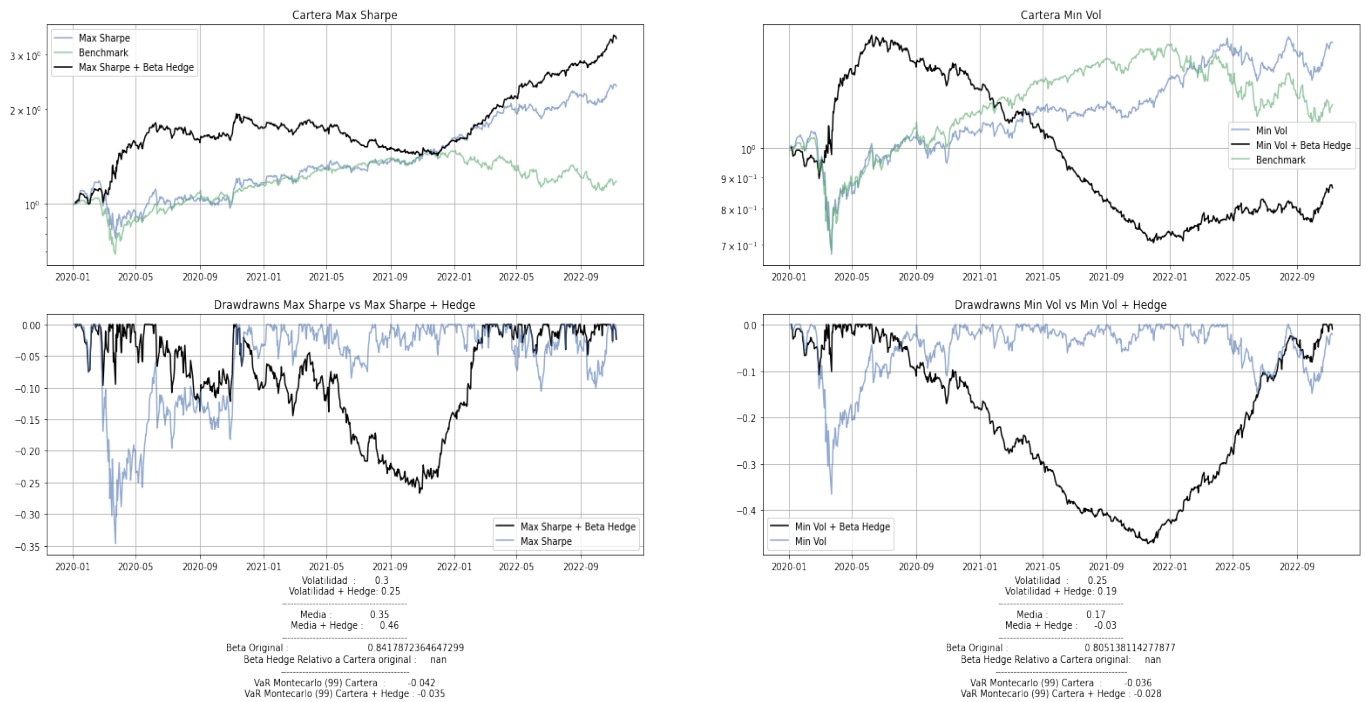 Cartera Max Sharpe
Max Sharpe
Benchmark
Max Sharpe + Beta Hedge
3 × 10⁰
2 × 10⁰
10⁰
2020-01 2020-05 2020-09 2021-01 2021-05 2021-09 2022-01 2022-05 2022-09
Cartera Min Vol
Min Vol
Min Vol + Beta Hedge
Benchmark
10⁰
9 × 10⁻¹
8 × 10⁻¹
7 × 10⁻¹
2020-01 2020-05 2020-09 2021-01 2021-05 2021-09 2022-01 2022-05 2022-09
Drawdrawns Max Sharpe vs Max Sharpe + Hedge
0.00
−0.05
−0.10
−0.15
−0.20
−0.25
−0.30
−0.35
Max Sharpe + Beta Hedge
Max Sharpe
2020-01 2020-05 2020-09 2021-01 2021-05 2021-09 2022-01 2022-05 2022-09
Volatilidad : 0.3
Volatilidad + Hedge: 0.25
Media : 0.35
Media + Hedge : 0.46
Beta Original : 0.8417872364647299
Beta Hedge Relativo a Cartera original : nan
VaR Montecarlo (99) Cartera : -0.042
VaR Montecarlo (99) Cartera + Hedge : -0.035
Drawdrawns Min Vol vs Min Vol + Hedge
0.0
−0.1
−0.2
−0.3
−0.4
Min Vol + Beta Hedge
Min Vol
2020-01 2020-05 2020-09 2021-01 2021-05 2021-09 2022-01 2022-05 2022-09
Volatilidad : 0.25
Volatilidad + Hedge: 0.19
Media : 0.17
Media + Hedge : -0.03
Beta Original : 0.805138114277877
Beta Hedge Relativo a Cartera original: nan
VaR Montecarlo (99) Cartera : -0.036
VaR Montecarlo (99) Cartera + Hedge : -0.028